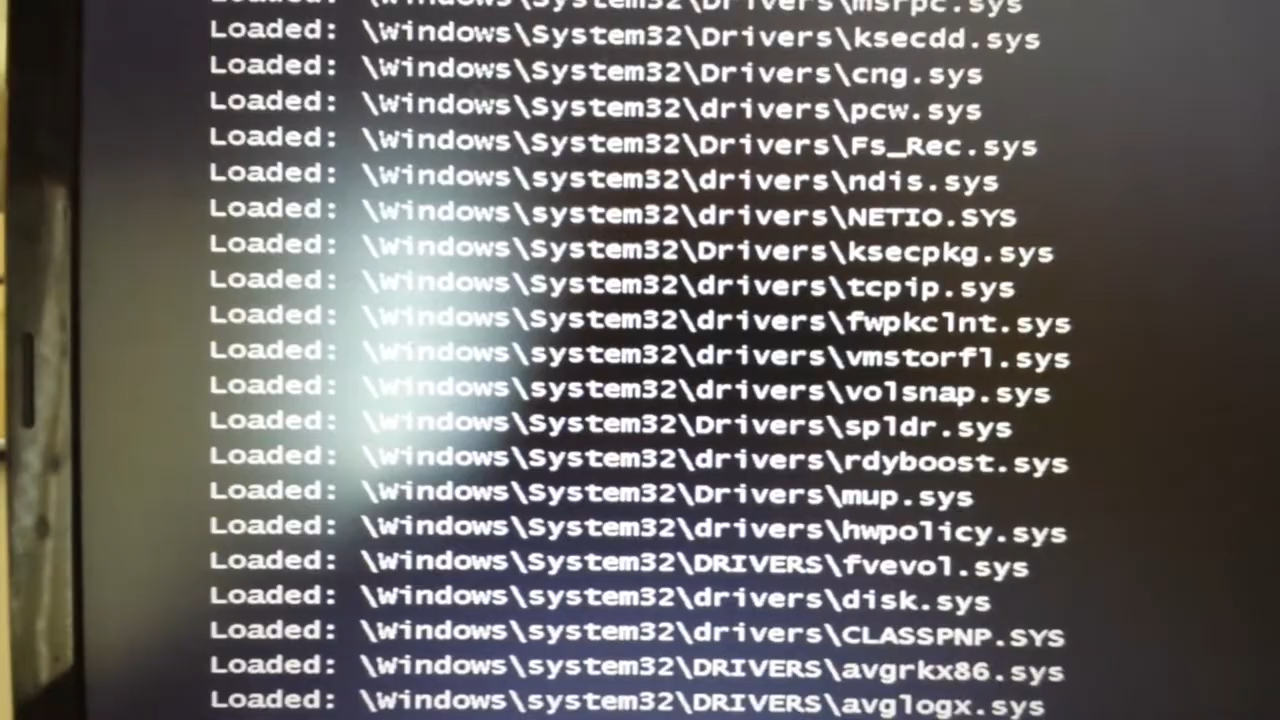 Loaded: \Windows\System32\Drivers\msrpc.sys
Loaded: \Windows\System32\Drivers\ksecdd.sys
Loaded: \Windows\System32\Drivers\cng.sys
Loaded: \Windows\System32\drivers\pcw.sys
Loaded: \Windows\System32\Drivers\Fs_Rec.sys
Loaded: \Windows\system32\drivers\ndis.sys
Loaded: \Windows\system32\drivers\NETIO.SYS
Loaded: \Windows\System32\Drivers\ksecpkg.sys
Loaded: \Windows\System32\drivers\tcpip.sys
Loaded: \Windows\System32\drivers\fwpkclnt.sys
Loaded: \Windows\system32\drivers\vmstorfl.sys
Loaded: \Windows\system32\drivers\volsnap.sys
Loaded: \Windows\System32\Drivers\spldr.sys
Loaded: \Windows\System32\drivers\rdyboost.sys
Loaded: \Windows\System32\Drivers\mup.sys
Loaded: \Windows\System32\drivers\hwpolicy.sys
Loaded: \Windows\System32\DRIVERS\fvevol.sys
Loaded: \Windows\system32\drivers\disk.sys
Loaded: \Windows\system32\drivers\CLASSPNP.SYS
Loaded: \Windows\system32\DRIVERS\avgrkx86.sys
Loaded: \Windows\system32\DRIVERS\avglogx.sys